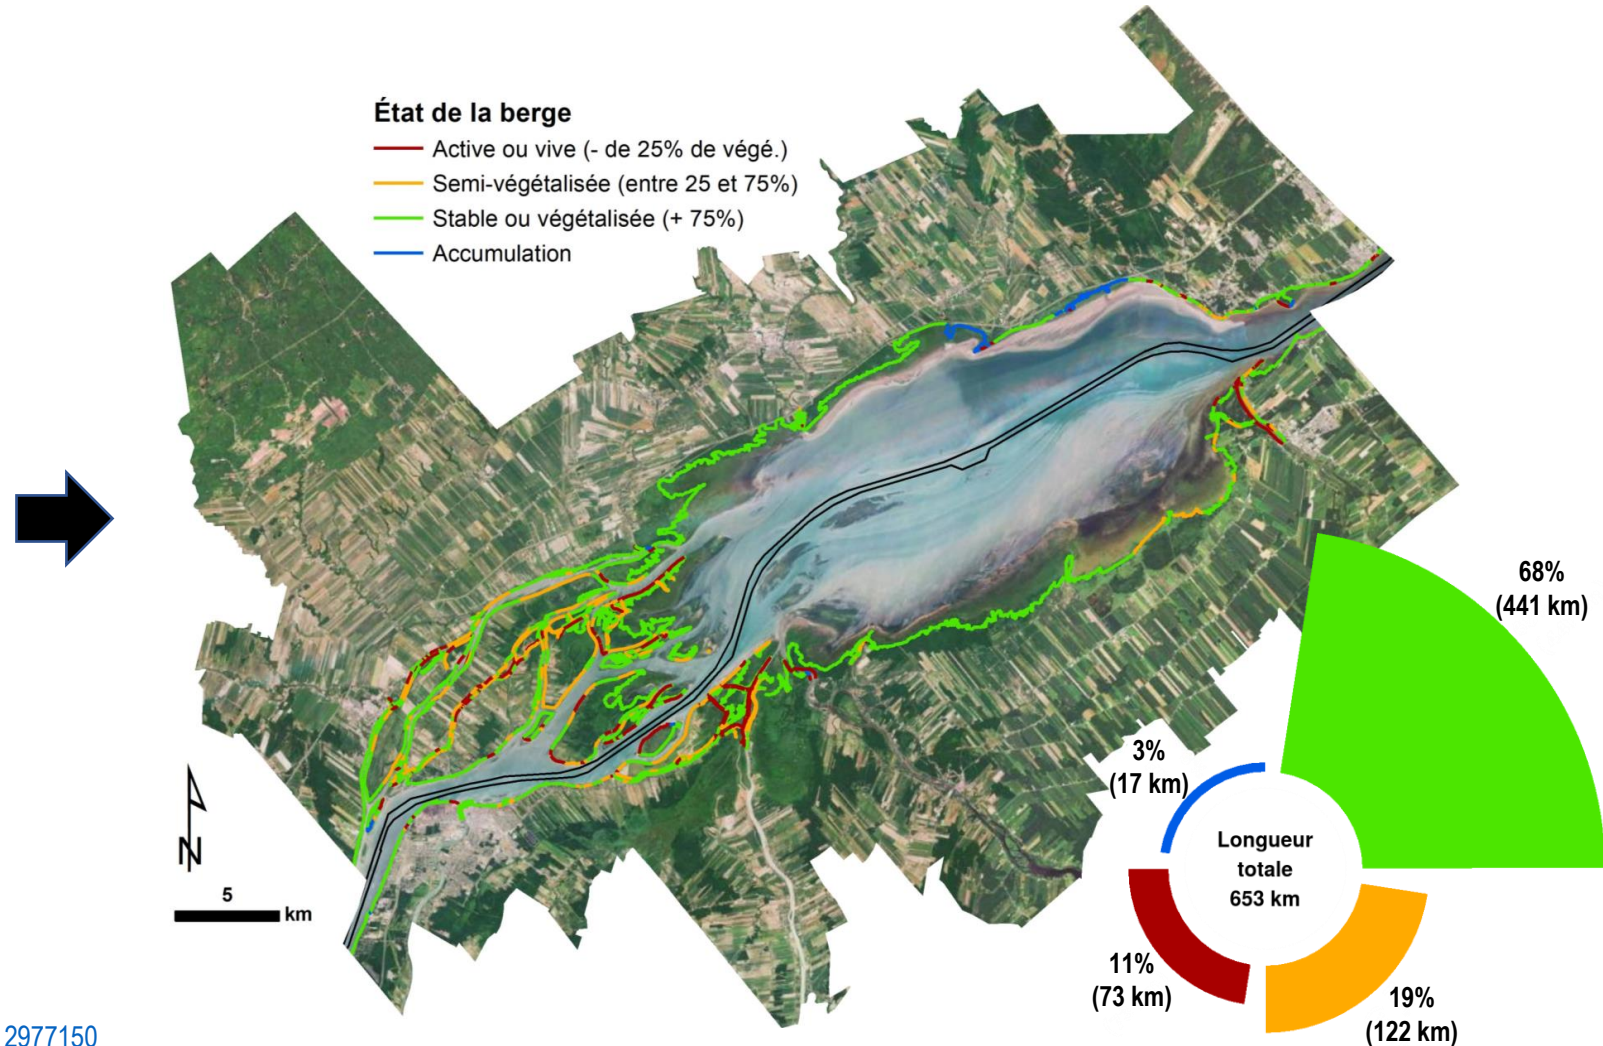 État de la berge
Active ou vive (- de 25% de végé.)
Semi-végétalisée (entre 25 et 75%)
Stable ou végétalisée (+ 75%)
Accumulation
68%
(441 km)
3%
(17 km)
Longueur
totale
653 km
11%
(73 km)
19%
(122 km)
N
5
km
2977150